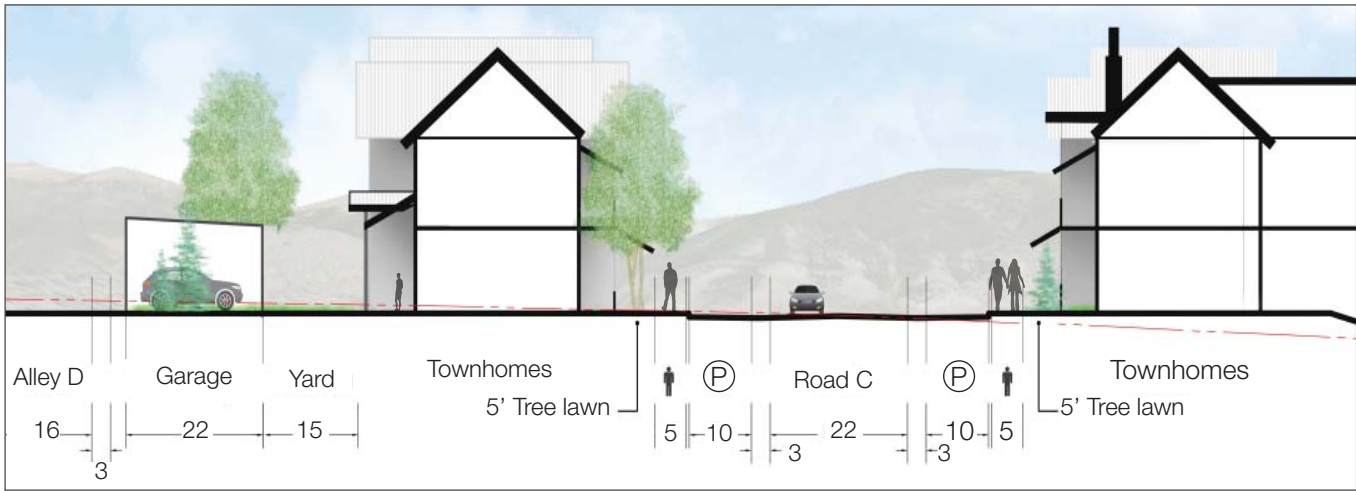 Alley D
Garage
Yard
Townhomes
5’ Tree lawn
P
Road C
P
5’ Tree lawn
Townhomes
16
3
22
15
5
10
3
22
3
10
5